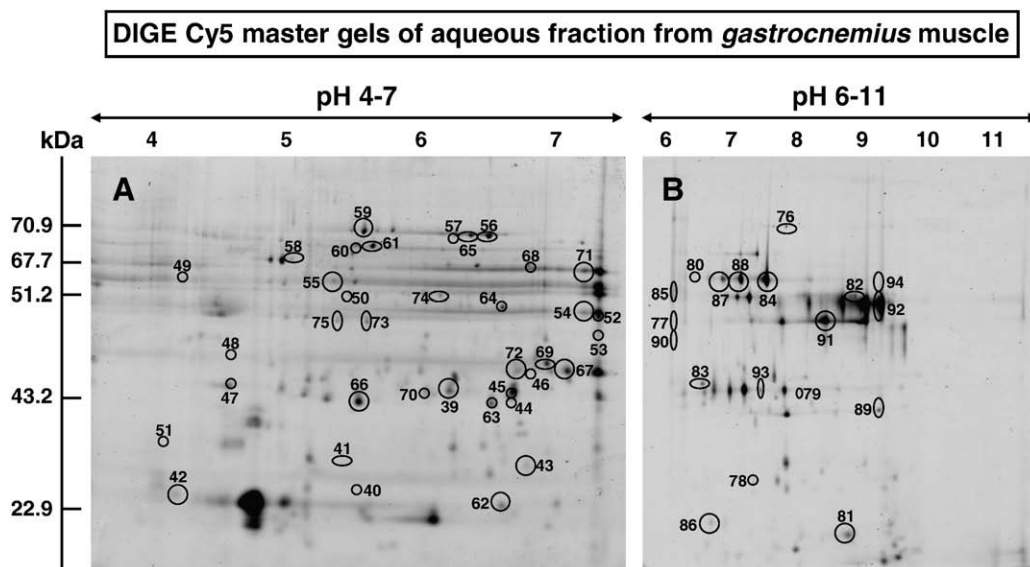 DIGE Cy5 master gels of aqueous fraction from gastrocnemius muscle
pH 4-7 pH 6-11
kDa 4 5 6 7 6 7 8 9 10 11
A B
70.9
67.7
51.2
43.2
22.9
59
57 56
58 60 61 65
49 68 71
55 50 74 64
54 52
75 73
53
48 72 69
46 67
47 66 70 39 45 44
63
51 41 43
42 40 62
76
80 88 82 94
85 87 84
77 92
90 91
83 93
079 89
78
86 81